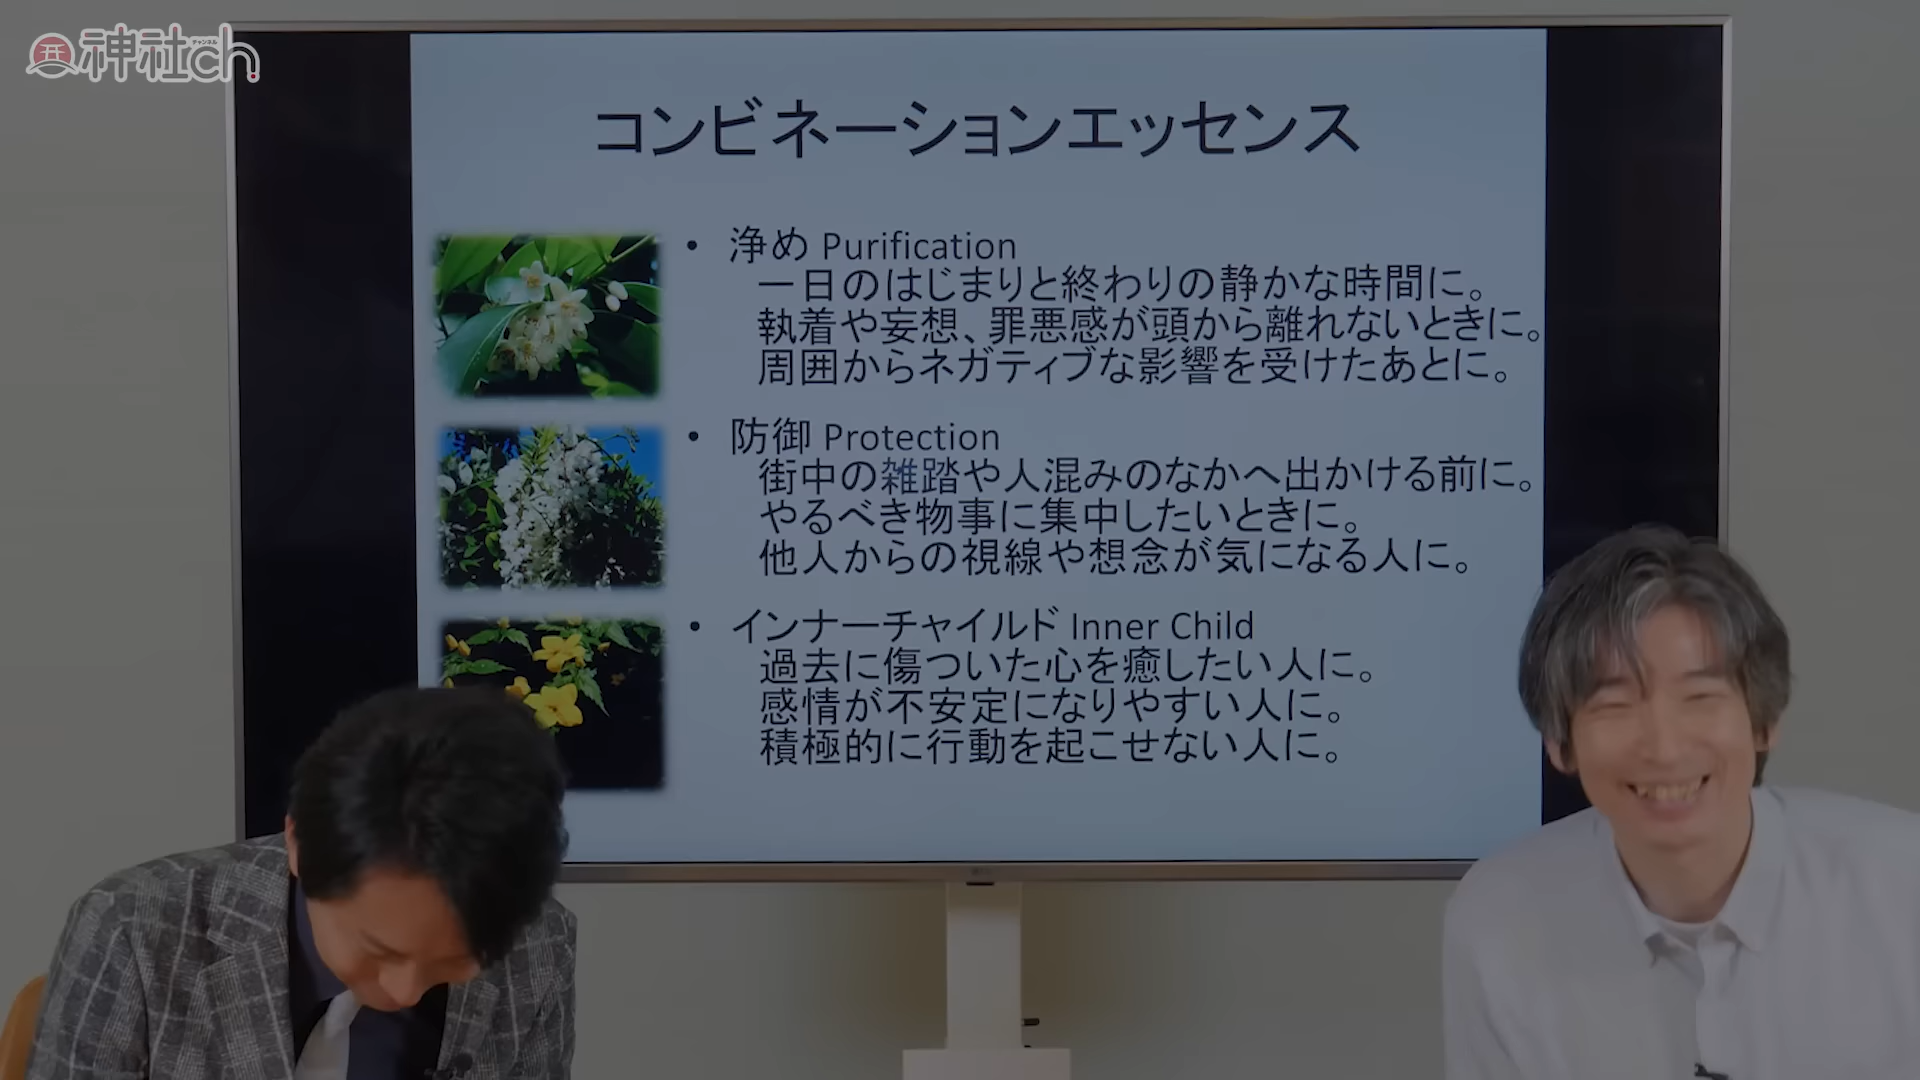 神社ch.
チャンネル
コンビネーションエッセンス
• 浄め Purification
一日のはじまりと終わりの静かな時間に。
執着や妄想、罪悪感が頭から離れないときに。
周囲からネガティブな影響を受けたあとに。
• 防御 Protection
街中の雑踏や人混みのなかへ出かける前に。
やるべき物事に集中したいときに。
他人からの視線や想念が気になる人に。
• インナーチャイルド Inner Child
過去に傷ついた心を癒したい人に。
感情が不安定になりやすい人に。
積極的に行動を起こせない人に。